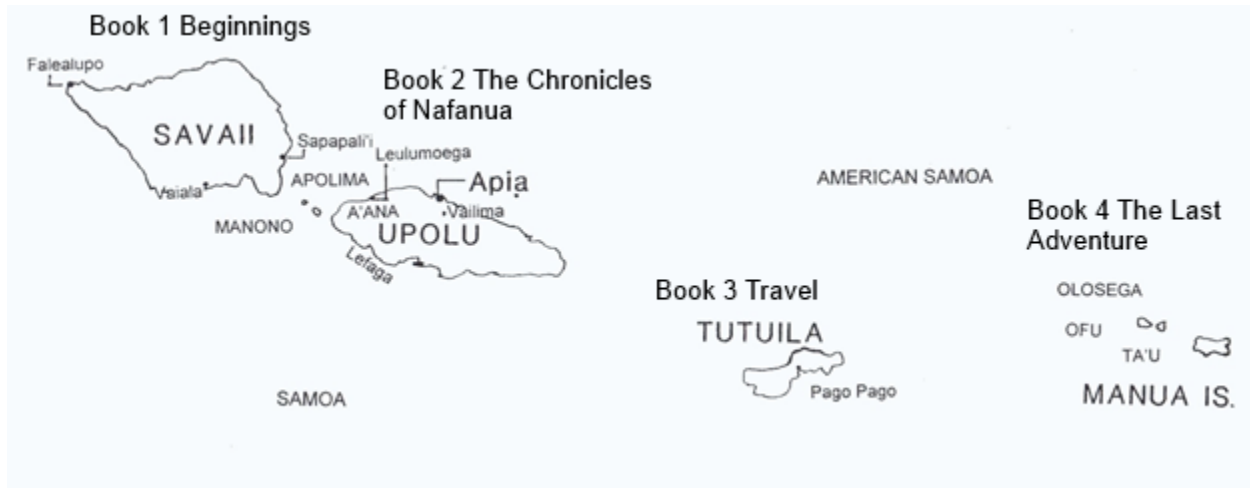 Book 1 Beginnings
Falealupo
Book 2 The Chronicles
of Nafanua
SAVAII
Sapapali'i
Leulumoega
Vaiala
APOLIMA
Apia
MANONO
A'ANA
Vailima
UPOLU
Lefaga
AMERICAN SAMOA
Book 4 The Last
Adventure
Book 3 Travel
OLOSEGA
TUTUILA
OFU
TA'U
Pago Pago
MANUA IS.
SAMOA